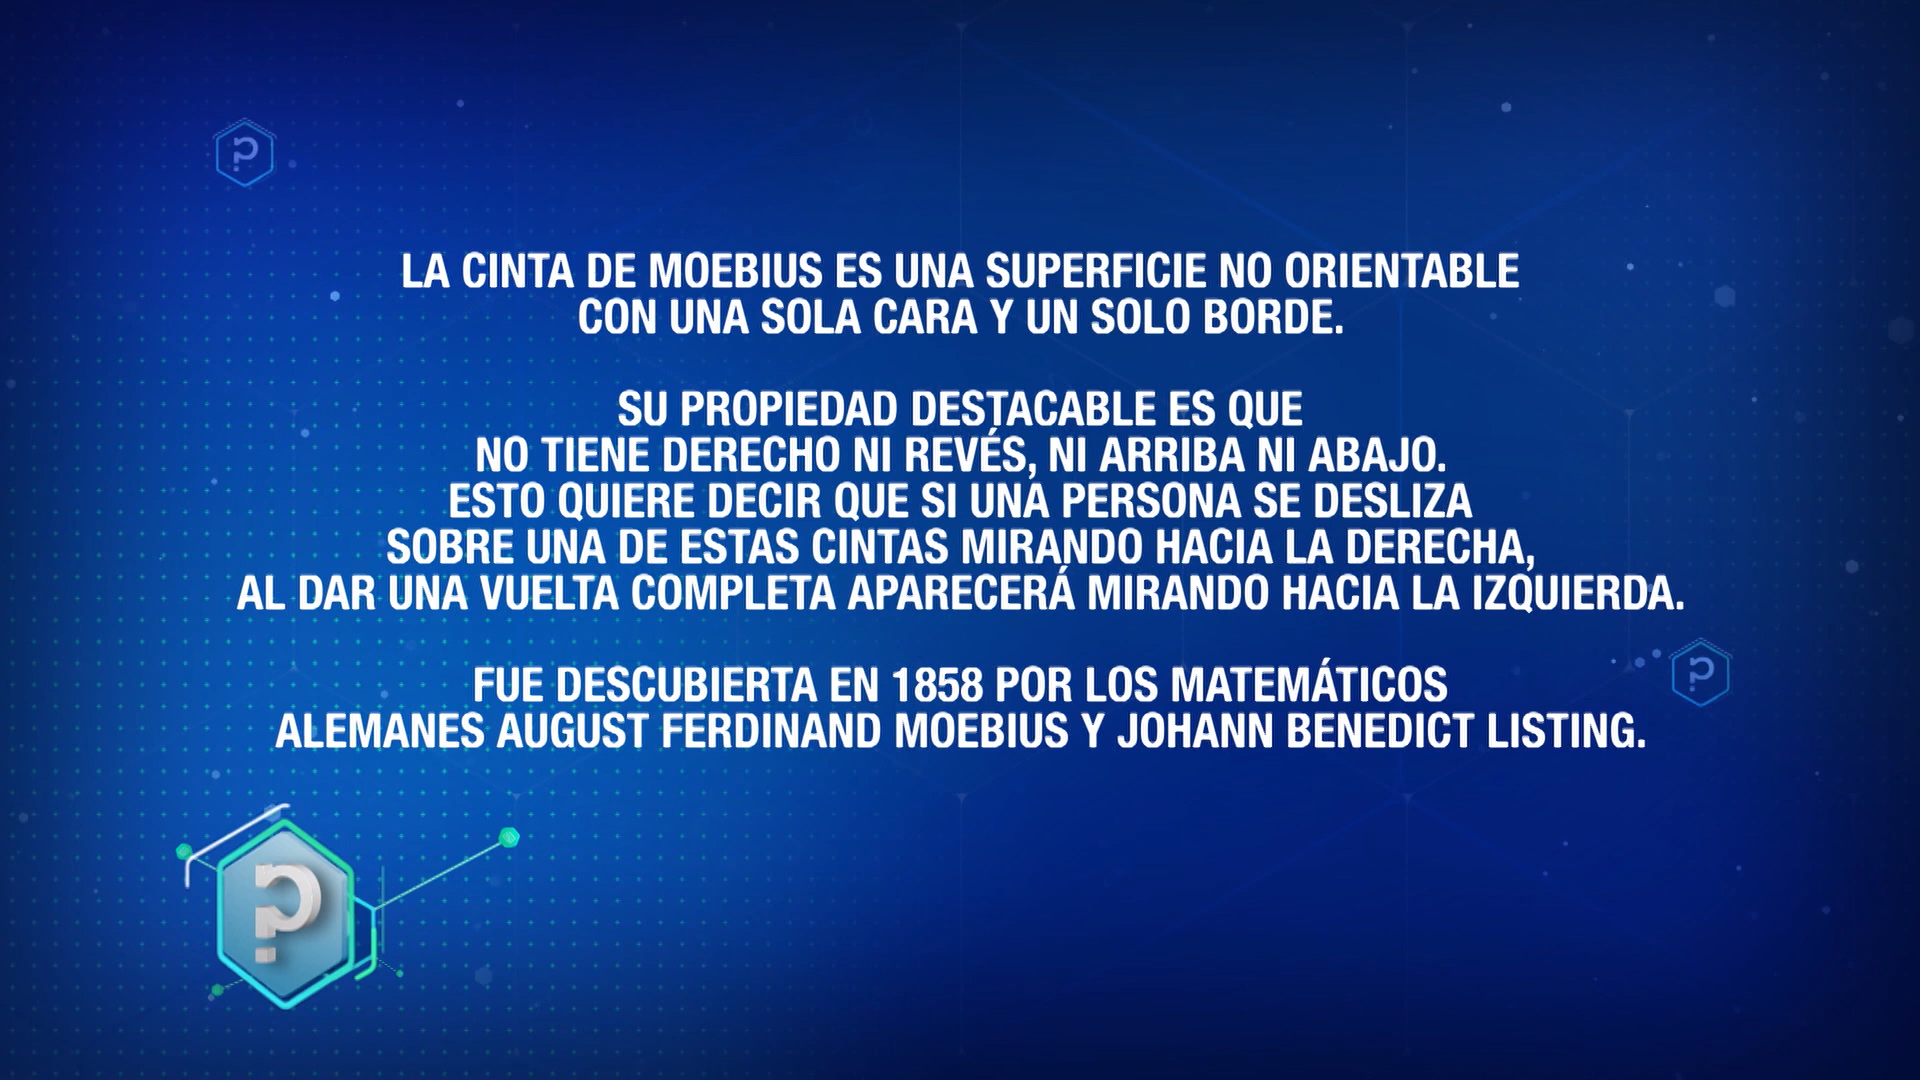 LA CINTA DE MOEBIUS ES UNA SUPERFICIE NO ORIENTABLE
CON UNA SOLA CARA Y UN SOLO BORDE.
SU PROPIEDAD DESTACABLE ES QUE
NO TIENE DERECHO NI REVÉS, NI ARRIBA NI ABAJO.
ESTO QUIERE DECIR QUE SI UNA PERSONA SE DESLIZA
SOBRE UNA DE ESTAS CINTAS MIRANDO HACIA LA DERECHA,
AL DAR UNA VUELTA COMPLETA APARECERÁ MIRANDO HACIA LA IZQUIERDA.
FUE DESCUBIERTA EN 1858 POR LOS MATEMÁTICOS
ALEMANES AUGUST FERDINAND MOEBIUS Y JOHANN BENEDICT LISTING.